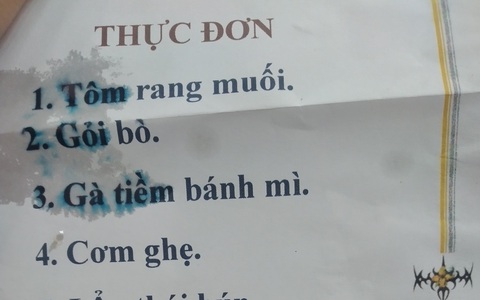 THỰC ĐƠN
1. Tôm rang muối.
2. Gỏi bò.
3. Gà tiềm bánh mì.
4. Cơm ghẹ.